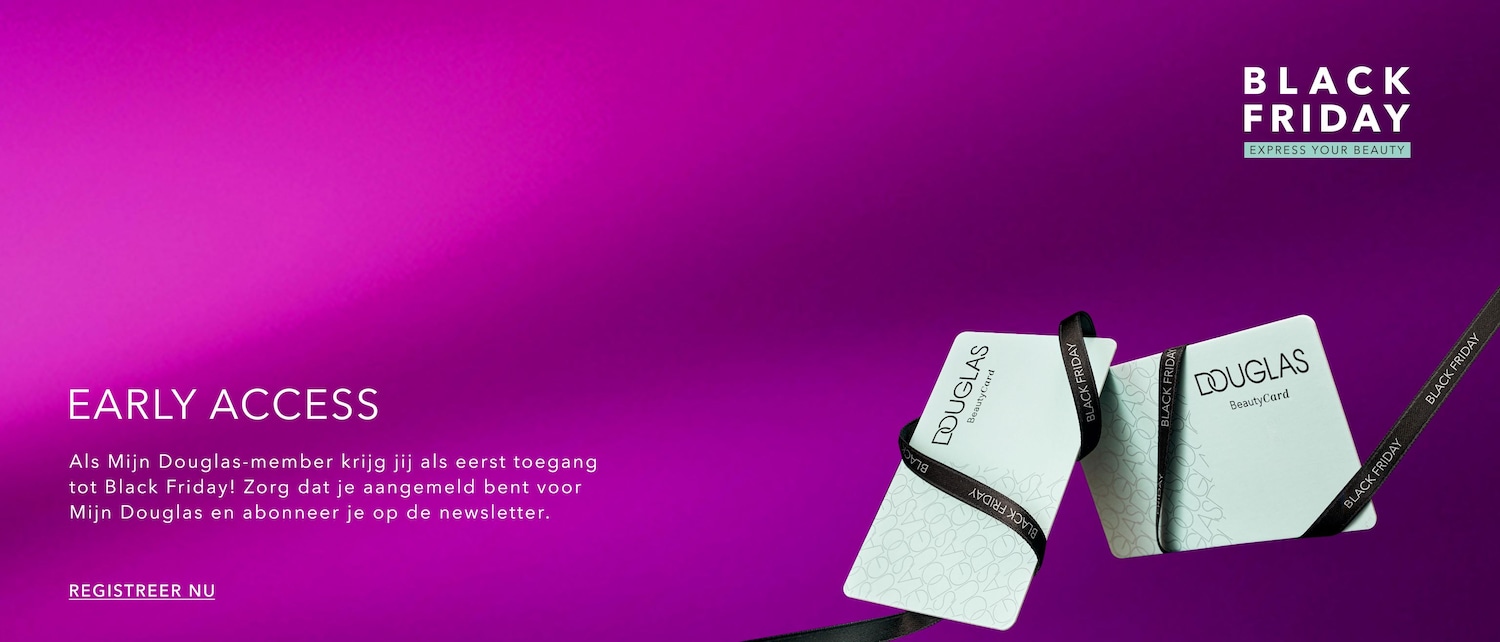 BLACK
FRIDAY
EXPRESS YOUR BEAUTY
EARLY ACCESS
Als Mijn Douglas-member krijg jij als eerst toegang
tot Black Friday! Zorg dat je aangemeld bent voor
Mijn Douglas en abonneer je op de newsletter.
REGISTREER NU
DOUGLAS
BeautyCard
BLACK FRIDAY
BLACK
BLACK FRIDAY
DOUGLAS
BeautyCard
BLACK FRIDAY
BLACK FRIDAY
BLACK FRIDAY